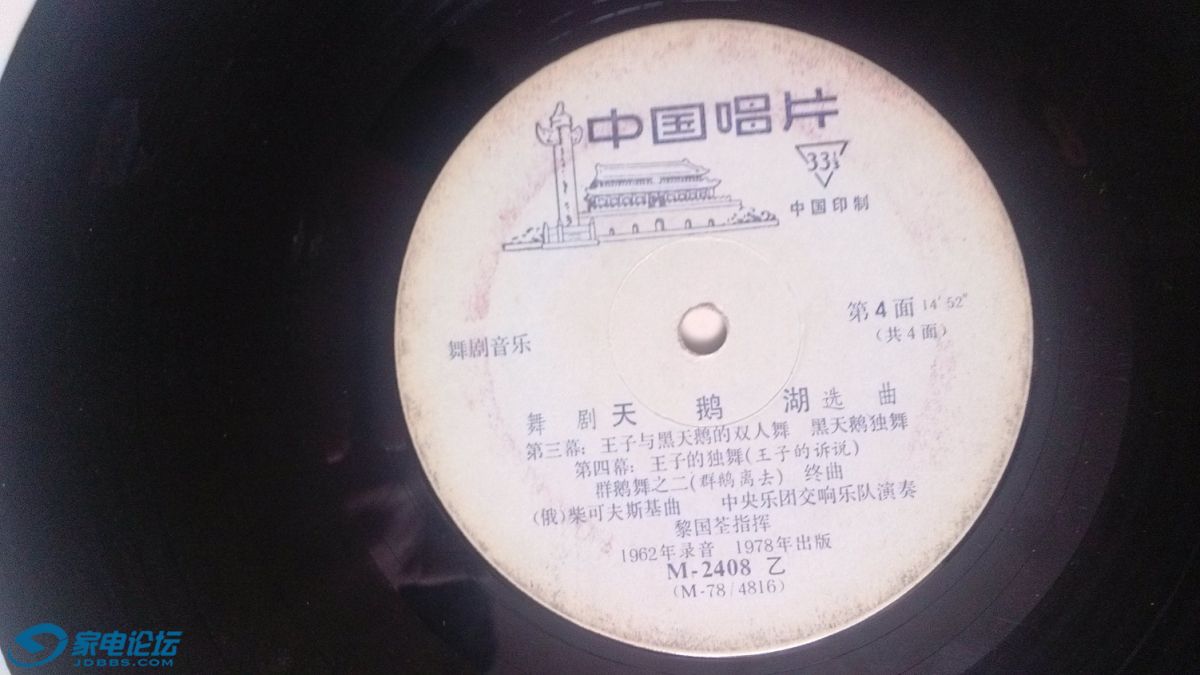 中国唱片
33⅓
中国印制
第4面 14′52″
(共4面)
舞剧音乐
舞剧天鹅湖选曲
第三幕：王子与黑天鹅的双人舞 黑天鹅独舞
第四幕：王子的独舞(王子的诉说)
群鹅舞之二(群鹅离去) 终曲
(俄)柴可夫斯基曲 中央乐团交响乐队演奏
黎国荃指挥
1962年录音 1978年出版
M-2408 乙
(M-78/4816)
家电论坛
JDBBS.COM